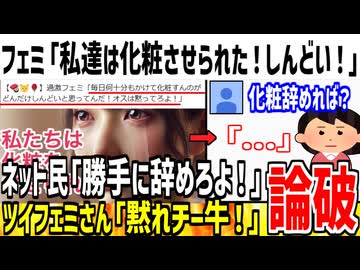 フェミ「私達は化粧させられた！しんどい！」
【🍣😿🎈】過激フェミ「毎日何十分もかけて化粧すんのが
どんだけしんどいと思ってんだ！オスは黙ってろよ！」
化粧辞めれば？
私たちは
化粧
「...」
ネット民「勝手に辞めろよ！」
ツイフェミさん「黙れチー牛！」
論破